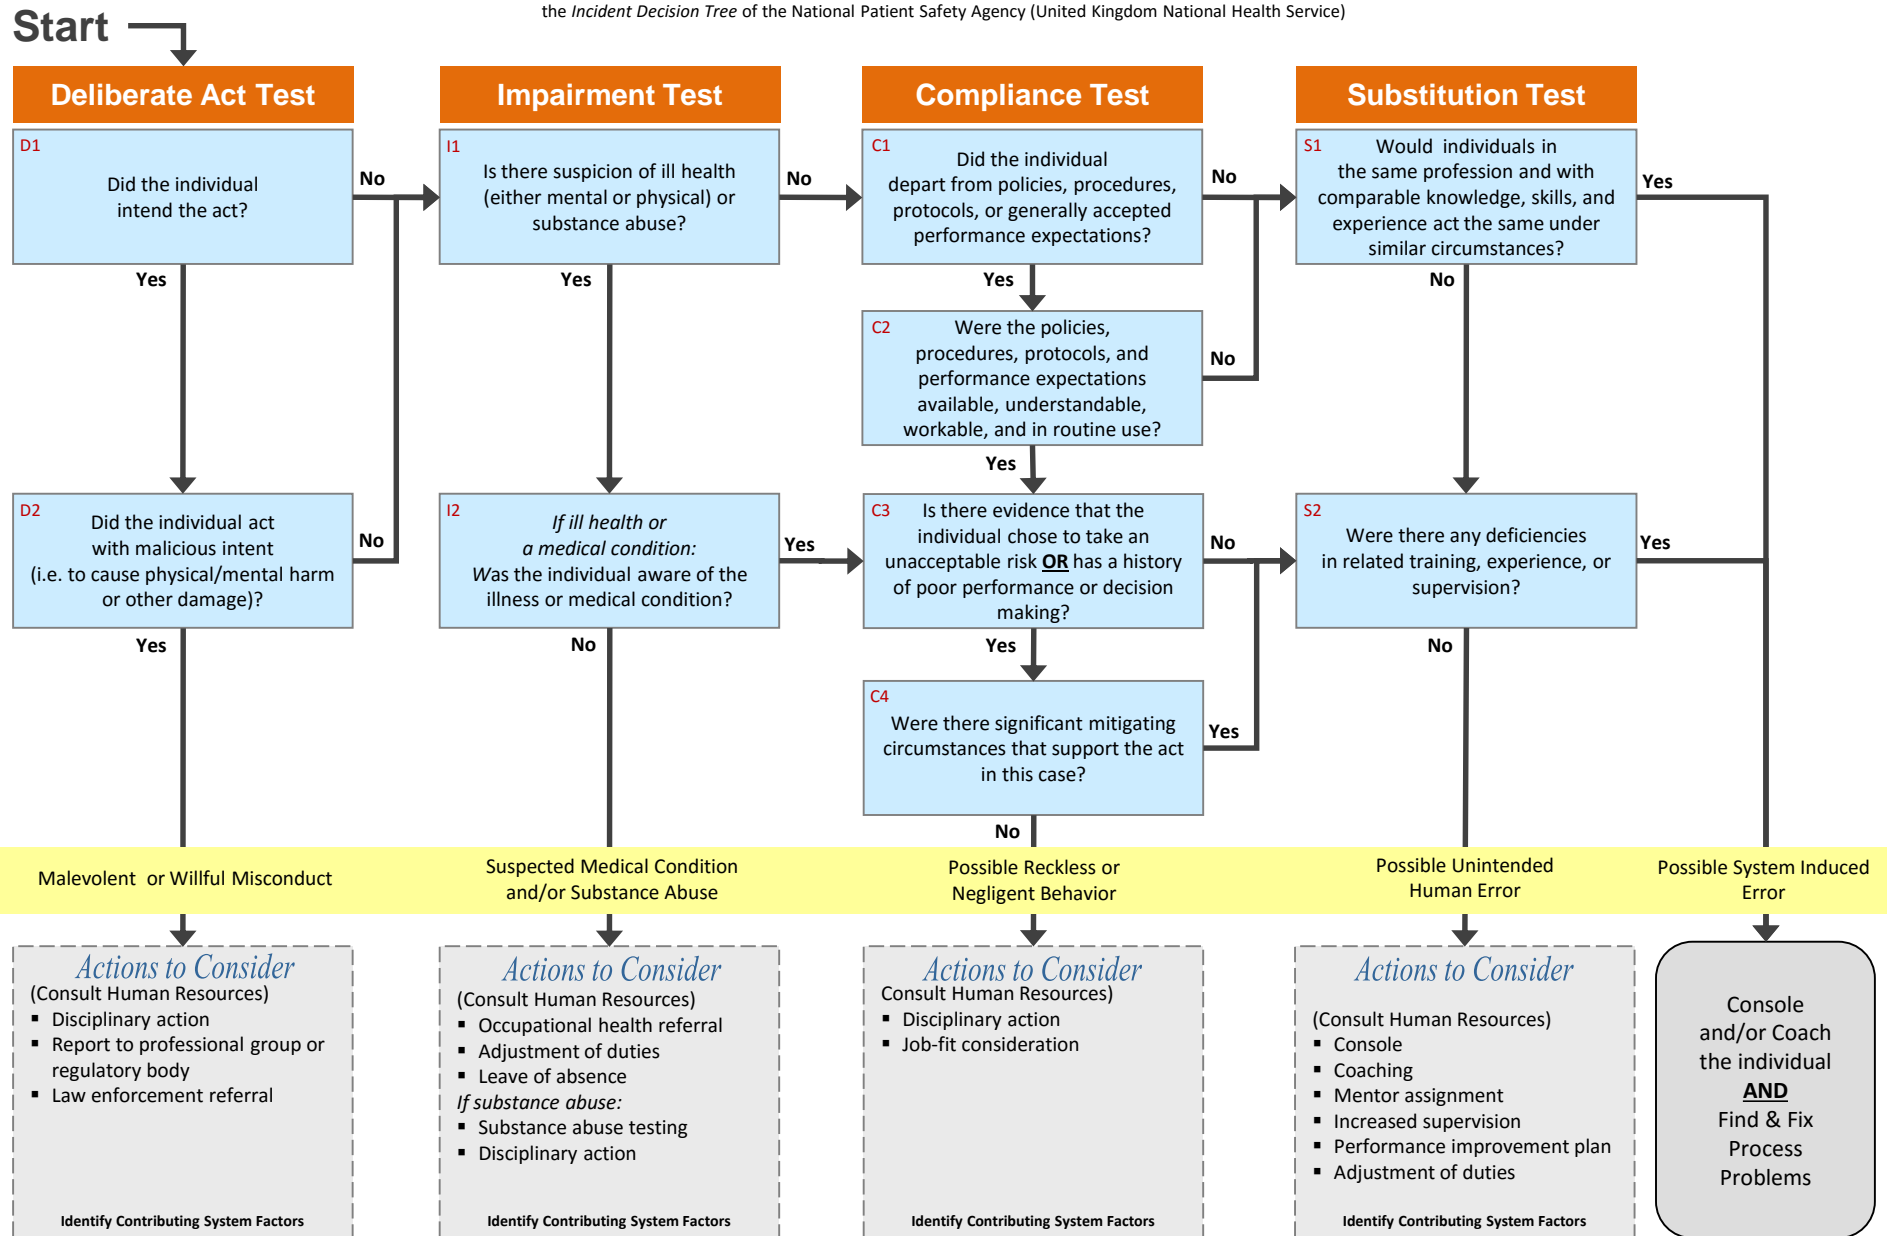 the Incident Decision Tree of the National Patient Safety Agency (United Kingdom National Health Service)
Start
Deliberate Act Test
Impairment Test
Compliance Test
Substitution Test
D1
Did the individual
intend the act?
No
Yes
I1
Is there suspicion of ill health
(either mental or physical) or
substance abuse?
No
Yes
C1
Did the individual
depart from policies, procedures,
protocols, or generally accepted
performance expectations?
No
Yes
S1
Would individuals in
the same profession and with
comparable knowledge, skills, and
experience act the same under
similar circumstances?
Yes
No
C2
Were the policies,
procedures, protocols, and
performance expectations
available, understandable,
workable, and in routine use?
No
Yes
D2
Did the individual act
with malicious intent
(i.e. to cause physical/mental harm
or other damage)?
No
Yes
I2
If ill health or
a medical condition:
Was the individual aware of the
illness or medical condition?
Yes
No
C3
Is there evidence that the
individual chose to take an
unacceptable risk OR has a history
of poor performance or decision
making?
No
Yes
S2
Were there any deficiencies
in related training, experience, or
supervision?
Yes
No
C4
Were there significant mitigating
circumstances that support the act
in this case?
Yes
No
Malevolent or Willful Misconduct
Suspected Medical Condition
and/or Substance Abuse
Possible Reckless or
Negligent Behavior
Possible Unintended
Human Error
Possible System Induced
Error
Actions to Consider
(Consult Human Resources)
▪ Disciplinary action
▪ Report to professional group or
regulatory body
▪ Law enforcement referral
Identify Contributing System Factors
Actions to Consider
(Consult Human Resources)
▪ Occupational health referral
▪ Adjustment of duties
▪ Leave of absence
If substance abuse:
▪ Substance abuse testing
▪ Disciplinary action
Identify Contributing System Factors
Actions to Consider
Consult Human Resources)
▪ Disciplinary action
▪ Job-fit consideration
Identify Contributing System Factors
Actions to Consider
(Consult Human Resources)
▪ Console
▪ Coaching
▪ Mentor assignment
▪ Increased supervision
▪ Performance improvement plan
▪ Adjustment of duties
Identify Contributing System Factors
Console
and/or Coach
the individual
AND
Find & Fix
Process
Problems